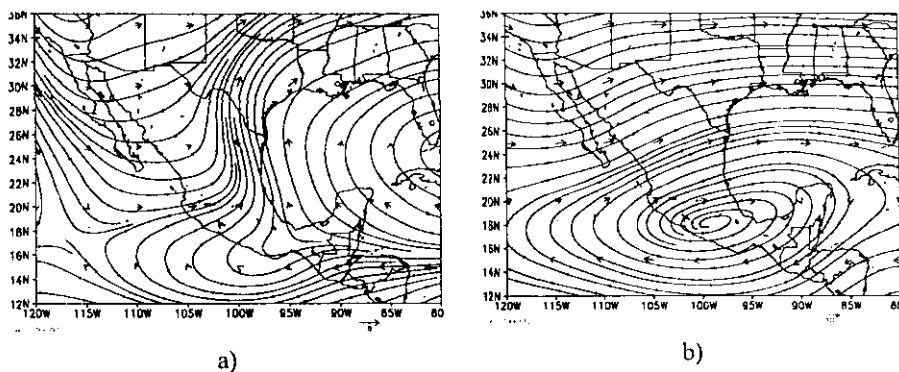 36N 34N 32N 30N 28N 26N 24N 22N 20N 18N 16N 14N 12N
120W 115W 110W 105W 100W 95W 90W 85W 80
36N 34N 32N 30N 28N 26N 24N 22N 20N 18N 16N 14N 12N
120W 115W 110W 105W 100W 95W 90W 85W 80
a)
b)